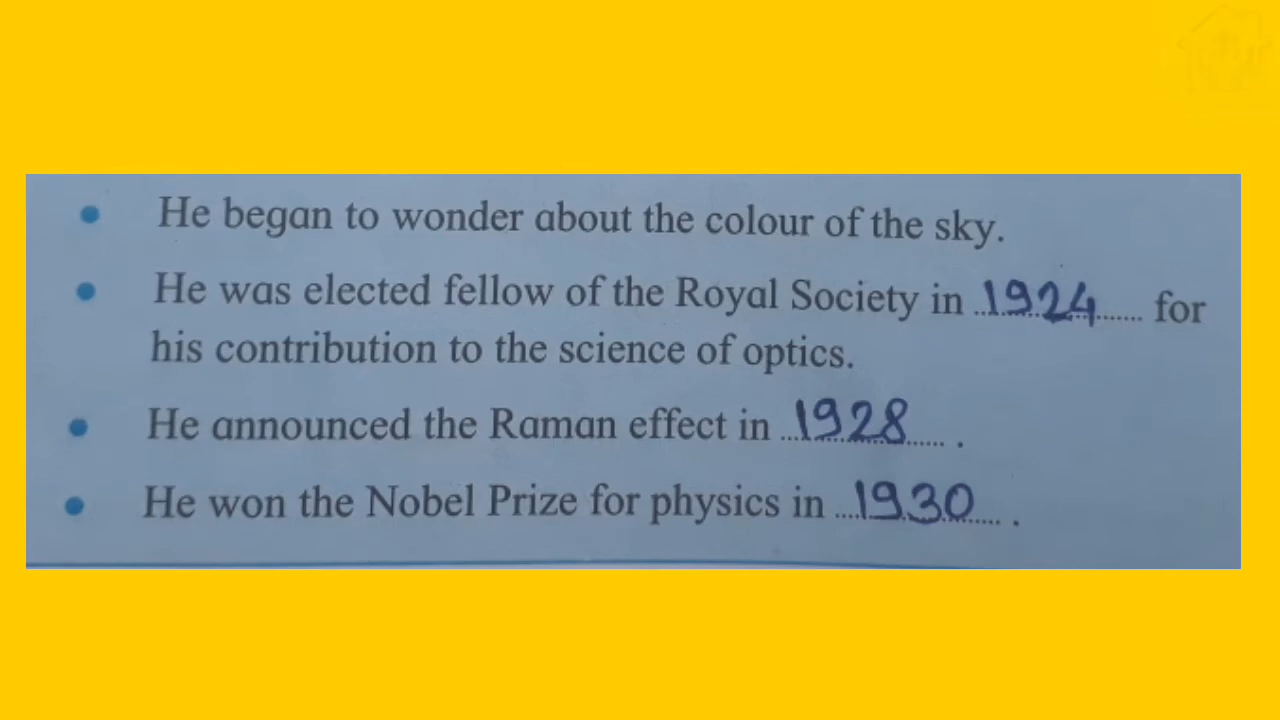 He began to wonder about the colour of the sky.
He was elected fellow of the Royal Society in 1924 for
his contribution to the science of optics.
He announced the Raman effect in 1928.
He won the Nobel Prize for physics in 1930.